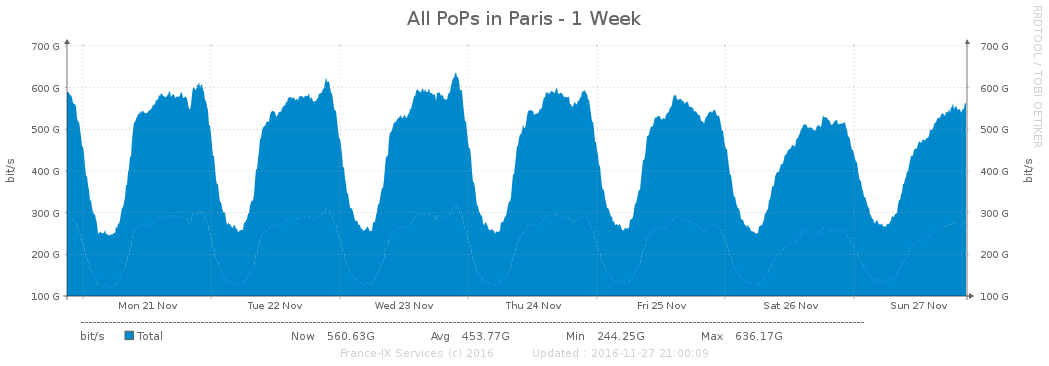 All PoPs in Paris - 1 Week
RRDTOOL / TOBI OETIKER
700 G 700 G
600 G 600 G
500 G 500 G
400 G 400 G
300 G 300 G
200 G 200 G
100 G 100 G
bit/s bit/s
Mon 21 Nov Tue 22 Nov Wed 23 Nov Thu 24 Nov Fri 25 Nov Sat 26 Nov Sun 27 Nov
bit/s Total Now 560.63G Avg 453.77G Min 244.25G Max 636.17G
France-IX Services (c) 2016 Updated : 2016-11-27 21:00:09